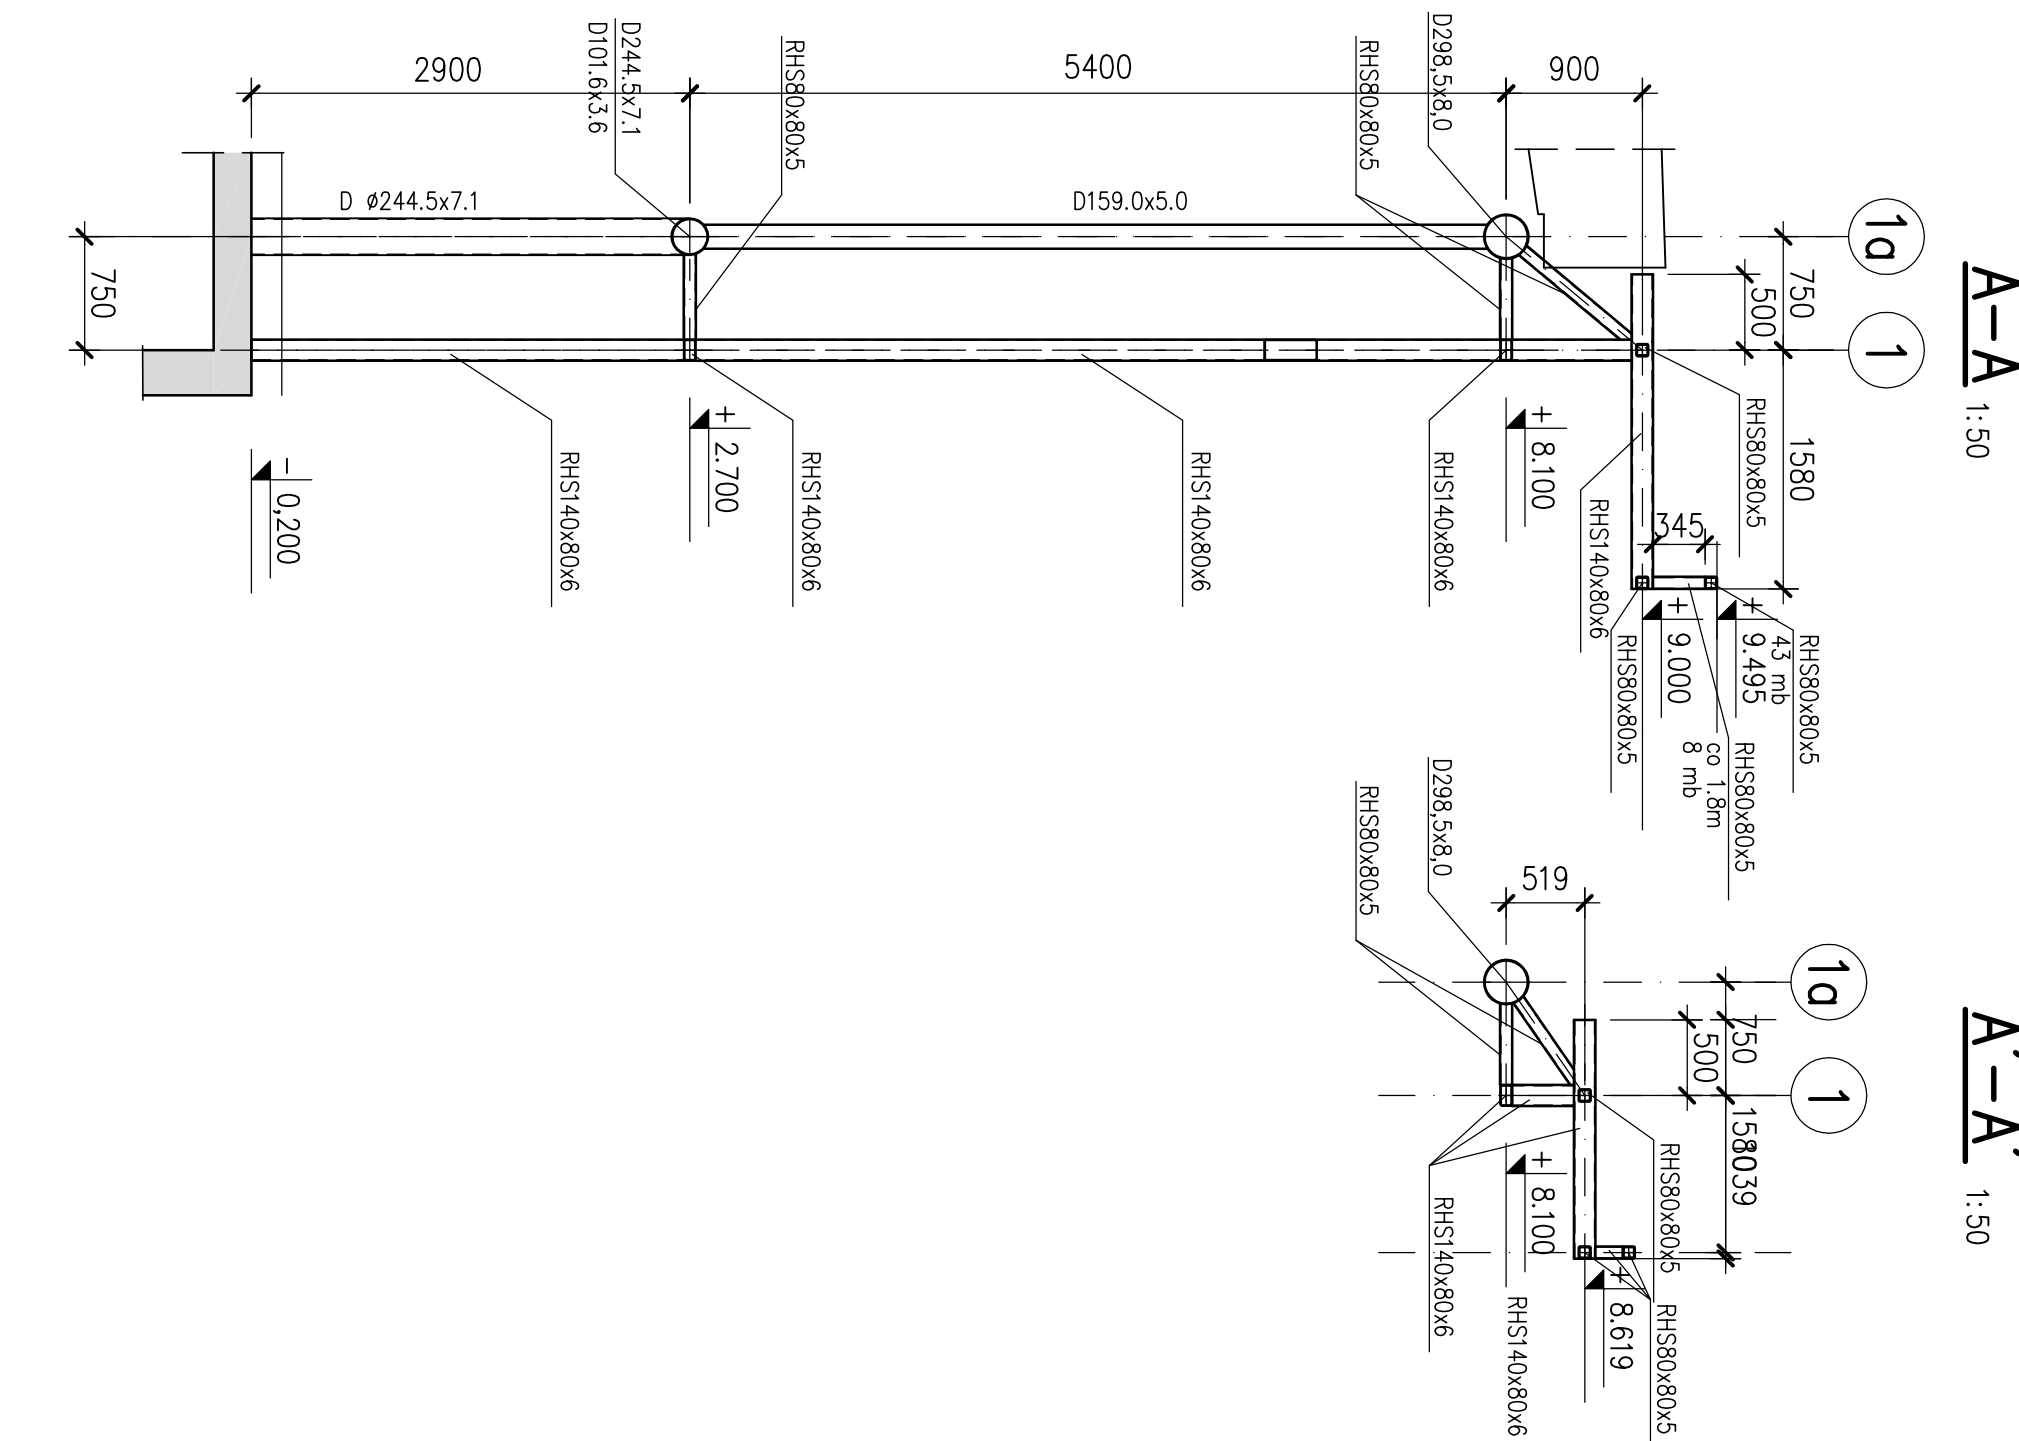 A-A 1:50
1a
1
2900
5400
900
D244.5x7.1
D101.6x3.6
RHS80x80x5
RHS80x80x5
D298,5x8,0
D ø244.5x7.1
D159.0x5.0
750
750
500
1580
345
RHS140x80x6
RHS140x80x6
RHS140x80x6
RHS140x80x6
RHS140x80x6
RHS80x80x5
RHS80x80x5
RHS80x80x5
43 mb
RHS80x80x5
co 1.8m
8 mb
- 0,200
+ 2.700
+ 8.100
+ 9.000
+ 9.495
A'-A' 1:50
1a
1
D298,5x8,0
RHS80x80x5
519
750
500
1580
RHS80x80x5
RHS80x80x5
RHS140x80x6
RHS140x80x6
+ 8.100
+ 8.619